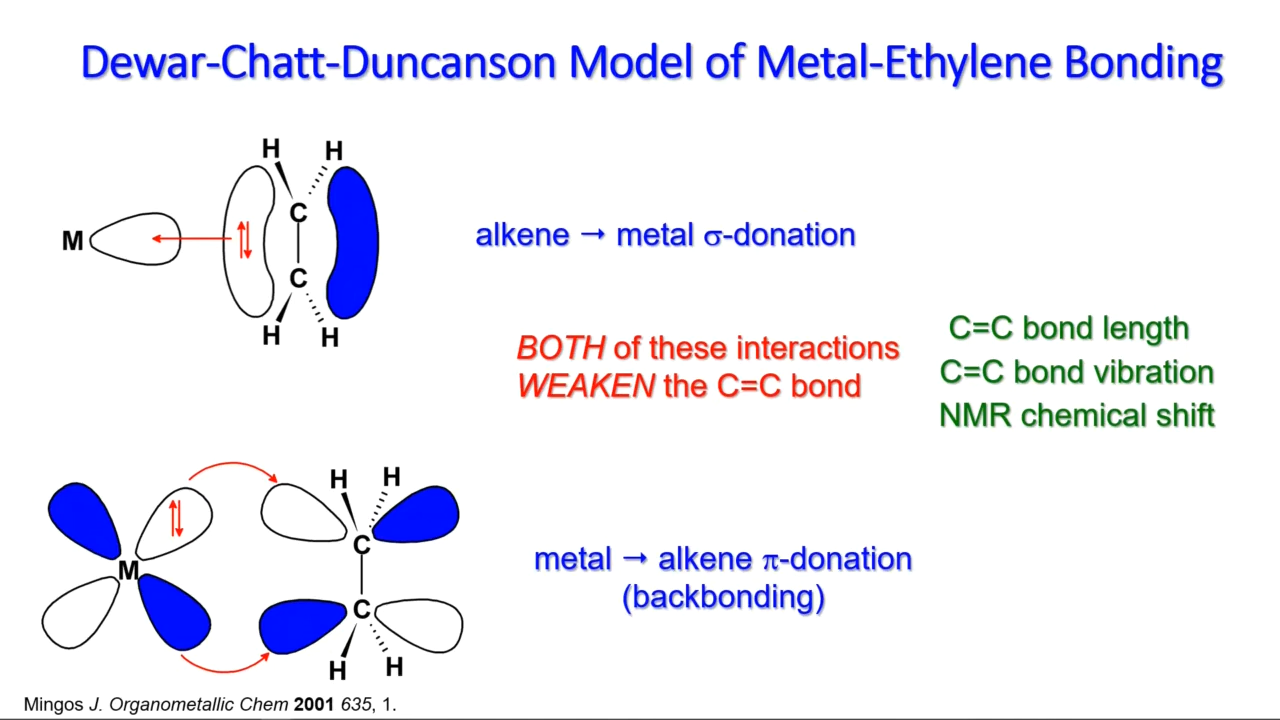 Dewar-Chatt-Duncanson Model of Metal-Ethylene Bonding
H H
C
M
C
H H
alkene → metal σ-donation
BOTH of these interactions
WEAKEN the C=C bond
C=C bond length
C=C bond vibration
NMR chemical shift
H H
C
M
C
H H
metal → alkene π-donation
(backbonding)
Mingos J. Organometallic Chem 2001 635, 1.